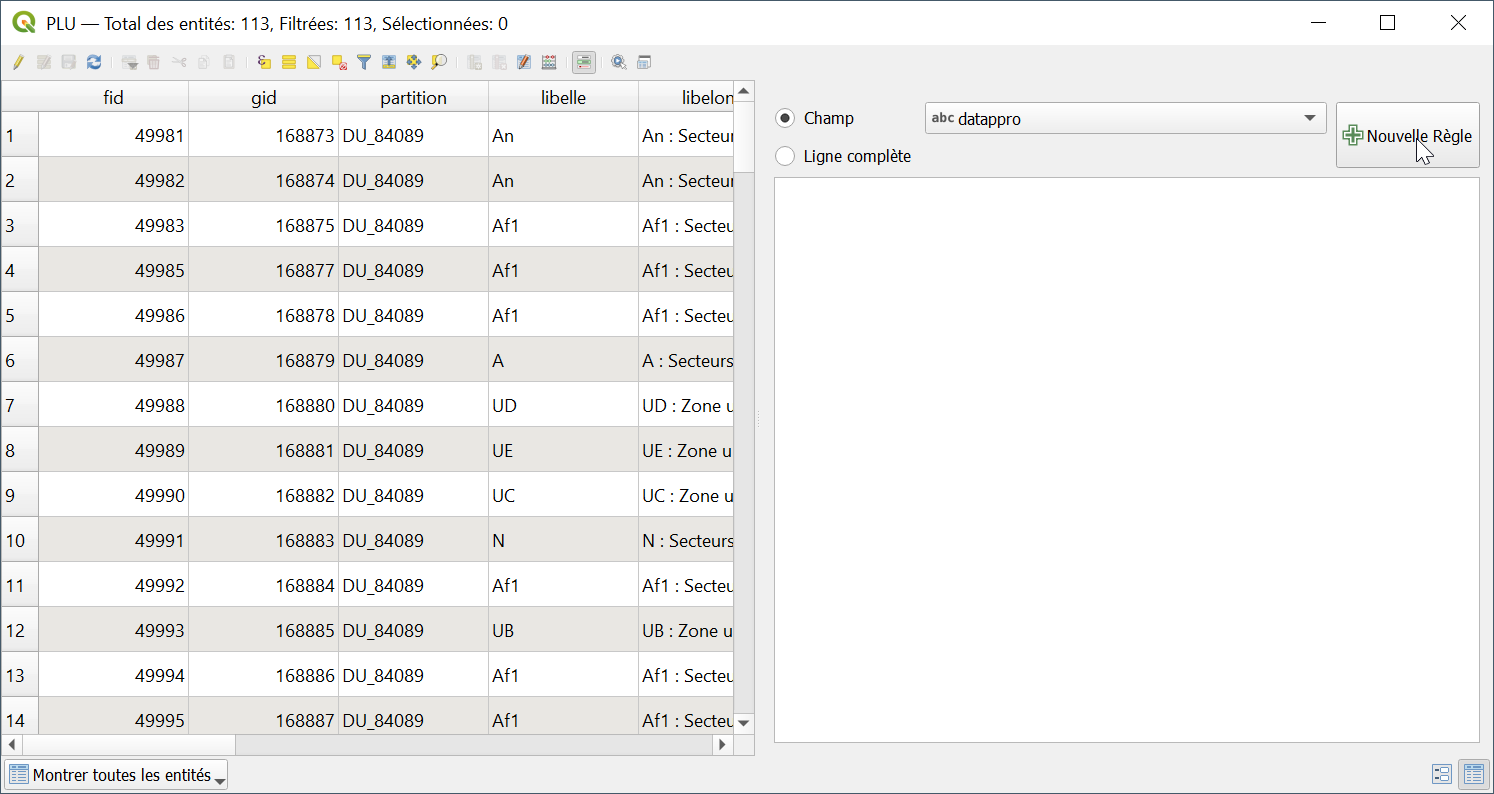 PLU — Total des entités: 113, Filtrées: 113, Sélectionnées: 0
fid gid partition libelle libelon
1 49981 168873 DU_84089 An An : Secteur
2 49982 168874 DU_84089 An An : Secteur
3 49983 168875 DU_84089 Af1 Af1 : Secteu
4 49985 168877 DU_84089 Af1 Af1 : Secteu
5 49986 168878 DU_84089 Af1 Af1 : Secteu
6 49987 168879 DU_84089 A A : Secteurs
7 49988 168880 DU_84089 UD UD : Zone u
8 49989 168881 DU_84089 UE UE : Zone u
9 49990 168882 DU_84089 UC UC : Zone u
10 49991 168883 DU_84089 N N : Secteurs
11 49992 168884 DU_84089 Af1 Af1 : Secteu
12 49993 168885 DU_84089 UB UB : Zone u
13 49994 168886 DU_84089 Af1 Af1 : Secteu
14 49995 168887 DU_84089 Af1 Af1 : Secteu
Montrer toutes les entités
Champ
abc datappro
Nouvelle Règle
Ligne complète